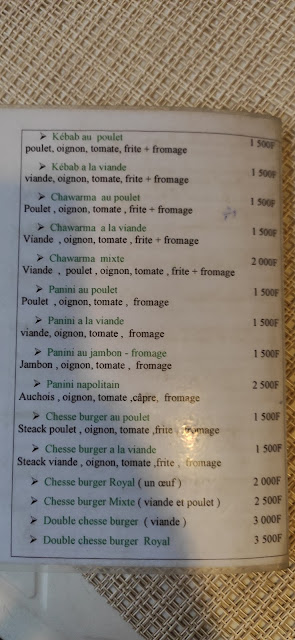 ➢ Kébab au poulet 1 500F
poulet, oignon, tomate, frite + fromage
➢ Kébab a la viande 1 500F
viande, oignon, tomate, frite + fromage
➢ Chawarma au poulet 1 500F
Poulet , oignon, tomate , frite + fromage
➢ Chawarma a la viande 1 500F
Viande , oignon, tomate , frite + fromage
➢ Chawarma mixte 2 000F
Viande , poulet , oignon, tomate , frite + fromage
➢ Panini au poulet 1 500F
Poulet , oignon, tomate , fromage
➢ Panini a la viande 1 500F
viande, oignon, tomate , fromage
➢ Panini au jambon - fromage 1 500F
Jambon , oignon, tomate , fromage
➢ Panini napolitain 2 500F
Auchois , oignon, tomate ,câpre, fromage
➢ Chesse burger au poulet 1 500F
Steack poulet , oignon, tomate ,frite , fromage
➢ Chesse burger a la viande 1 500F
Steack viande , oignon, tomate ,frite , fromage
➢ Chesse burger Royal ( un œuf ) 2 000F
➢ Chesse burger Mixte ( viande et poulet ) 2 500F
➢ Double chesse burger ( viande ) 3 000F
➢ Double chesse burger Royal 3 500F